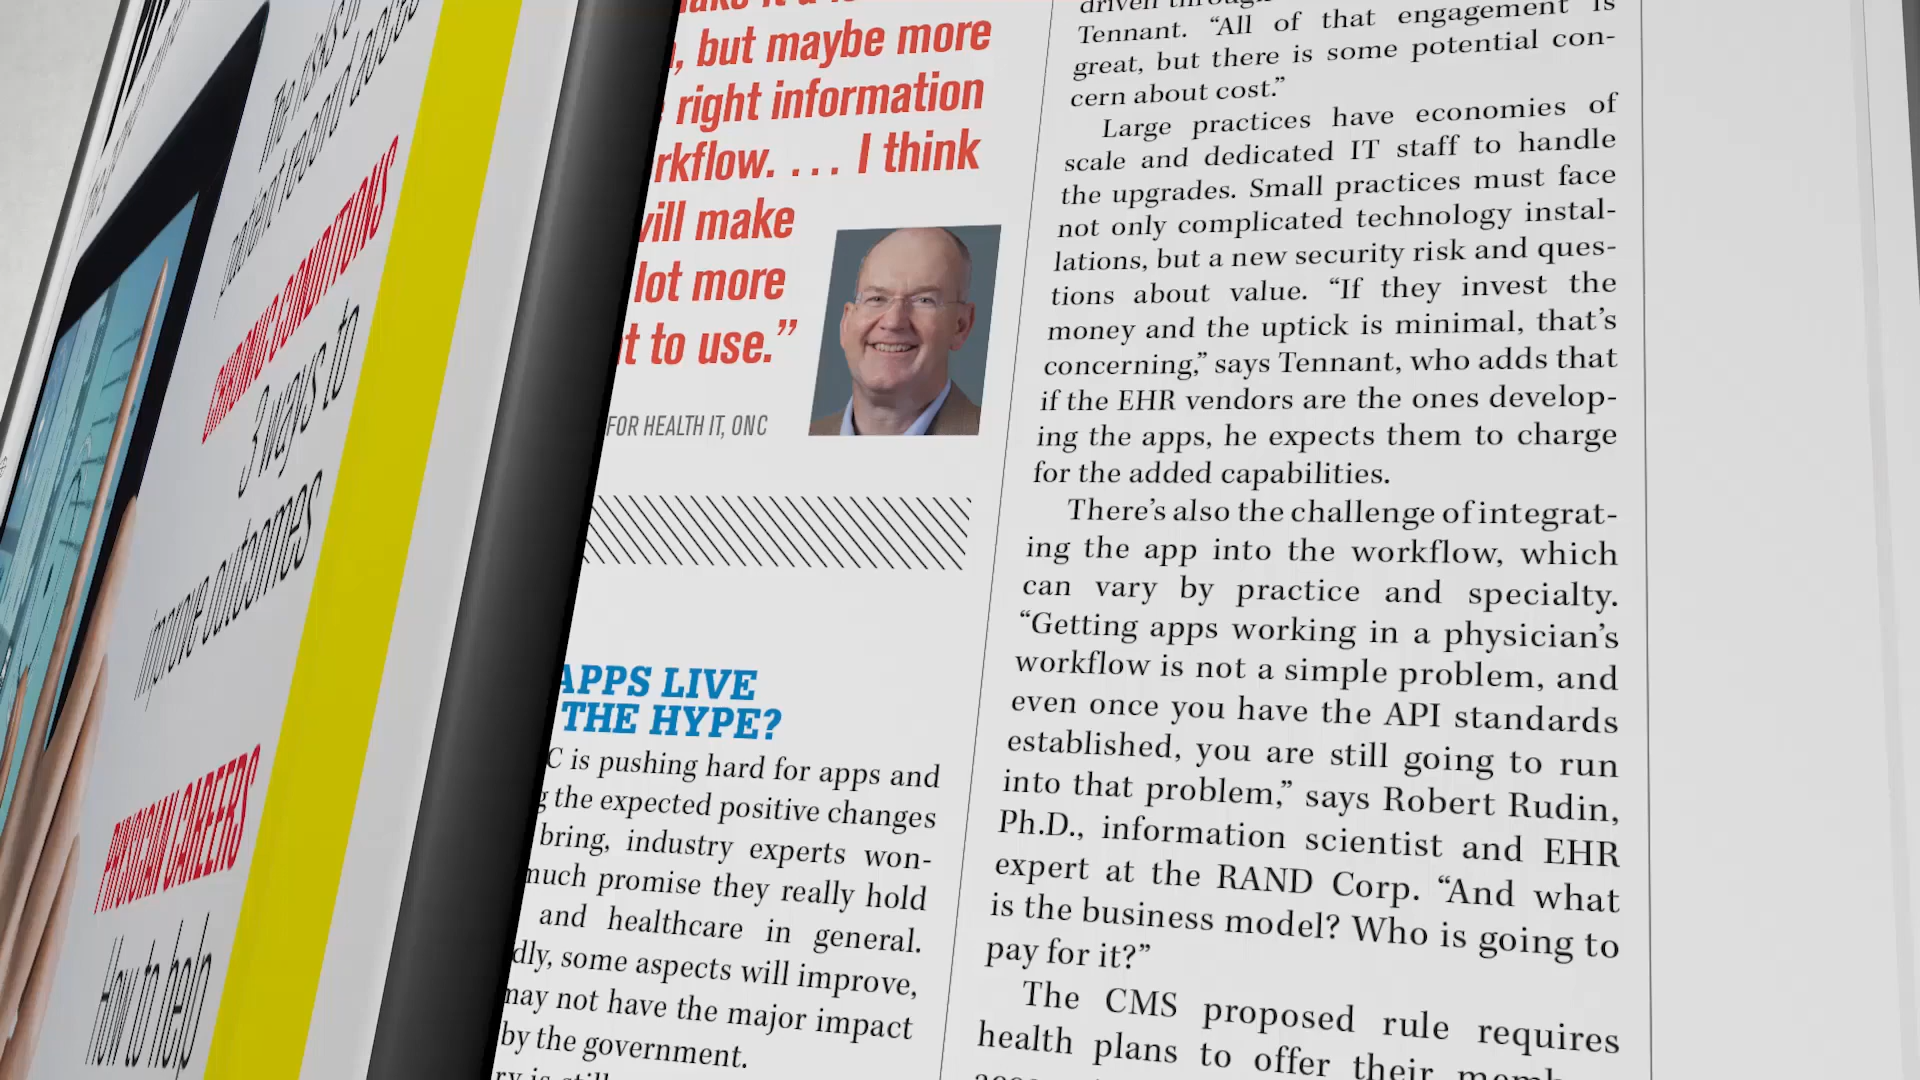 patient record access
CHRONIC CONDITIONS
3 ways to
improve outcomes
PHYSICIAN CAREERS
How to help
but maybe more
right information
rkflow. . . . I think
will make
lot more
t to use.”
FOR HEALTH IT, ONC
APPS LIVE
THE HYPE?
C is pushing hard for apps and
g the expected positive changes
bring, industry experts won-
much promise they really hold
and healthcare in general.
dly, some aspects will improve,
may not have the major impact
by the government.
driven through
Tennant. “All of that engagement is
great, but there is some potential con-
cern about cost.”
Large practices have economies of
scale and dedicated IT staff to handle
the upgrades. Small practices must face
not only complicated technology instal-
lations, but a new security risk and ques-
tions about value. “If they invest the
money and the uptick is minimal, that’s
concerning,” says Tennant, who adds that
if the EHR vendors are the ones develop-
ing the apps, he expects them to charge
for the added capabilities.
There’s also the challenge of integrat-
ing the app into the workflow, which
can vary by practice and specialty.
“Getting apps working in a physician’s
workflow is not a simple problem, and
even once you have the API standards
established, you are still going to run
into that problem,” says Robert Rudin,
Ph.D., information scientist and EHR
expert at the RAND Corp. “And what
is the business model? Who is going to
pay for it?”
The CMS proposed rule requires
health plans to offer their